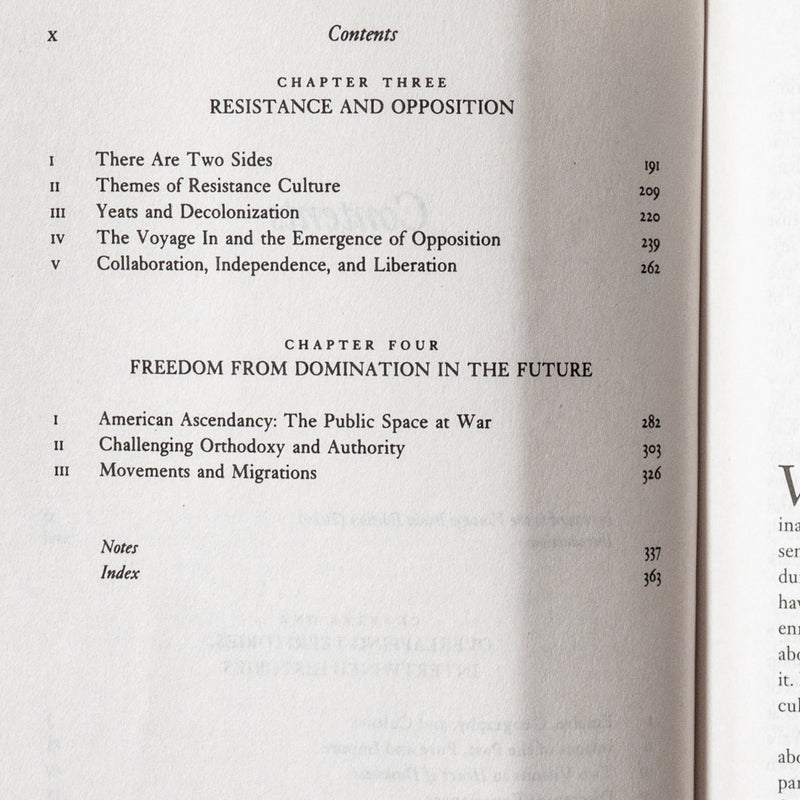 x Contents
CHAPTER THREE
RESISTANCE AND OPPOSITION
I There Are Two Sides 191
II Themes of Resistance Culture 209
III Yeats and Decolonization 220
IV The Voyage In and the Emergence of Opposition 239
V Collaboration, Independence, and Liberation 262
CHAPTER FOUR
FREEDOM FROM DOMINATION IN THE FUTURE
I American Ascendancy: The Public Space at War 282
II Challenging Orthodoxy and Authority 303
III Movements and Migrations 326
Notes 337
Index 363